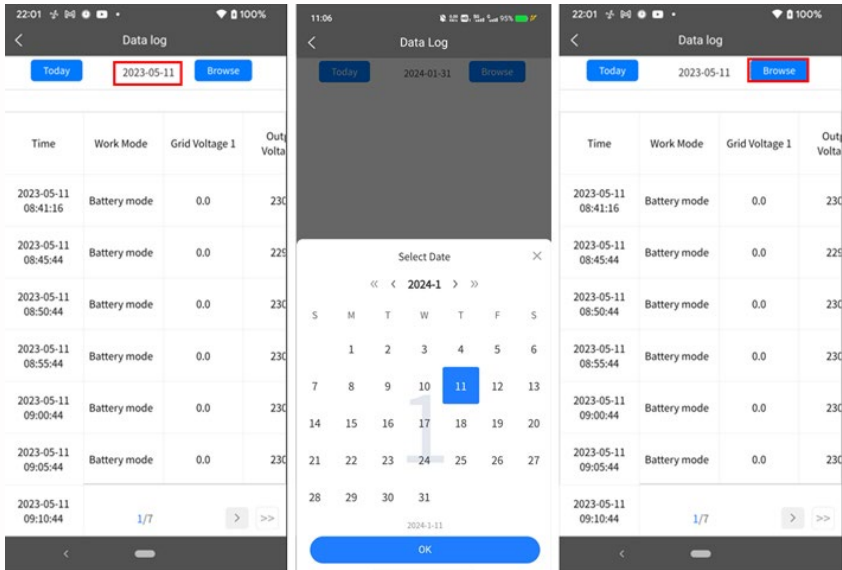 22:01 100%
Data log
Today 2023-05-11 Browse
Time Work Mode Grid Voltage 1
2023-05-11 08:41:16 Battery mode 0.0 230
2023-05-11 08:45:44 Battery mode 0.0 229
2023-05-11 08:50:44 Battery mode 0.0 230
2023-05-11 08:55:44 Battery mode 0.0 230
2023-05-11 09:00:44 Battery mode 0.0 230
2023-05-11 09:05:44 Battery mode 0.0 230
2023-05-11 09:10:44
1/7 > >>
11:06 95%
Data Log
Today 2024-01-31 Browse
Select Date ×
« < 2024-1 > »
S M T W T F S
1 2 3 4 5 6
7 8 9 10 11 12 13
14 15 16 17 18 19 20
21 22 23 24 25 26 27
28 29 30 31
1
2024-1-11
OK
22:01 100%
Data log
Today 2023-05-11 Browse
Time Work Mode Grid Voltage 1
2023-05-11 08:41:16 Battery mode 0.0 230
2023-05-11 08:45:44 Battery mode 0.0 229
2023-05-11 08:50:44 Battery mode 0.0 230
2023-05-11 08:55:44 Battery mode 0.0 230
2023-05-11 09:00:44 Battery mode 0.0 230
2023-05-11 09:05:44 Battery mode 0.0 230
2023-05-11 09:10:44
1/7 > >>